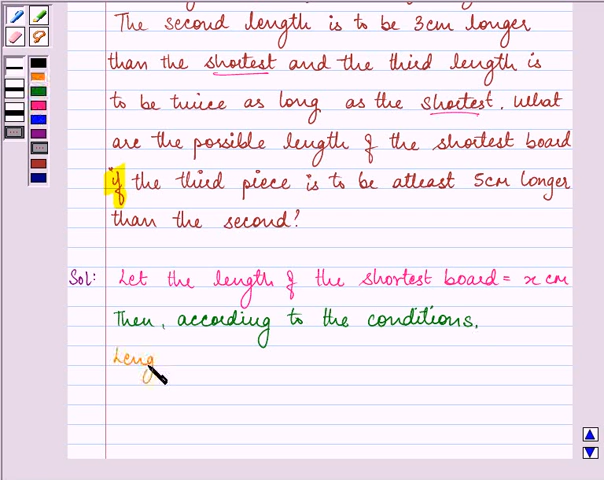 The second length is to be 3cm longer
than the shortest and the third length is
to be twice as long as the shortest. What
are the possible length of the shortest board
if the third piece is to be atleast 5cm longer
than the second?
Sol: Let the length of the shortest board = x cm
Then, according to the conditions,
Leng